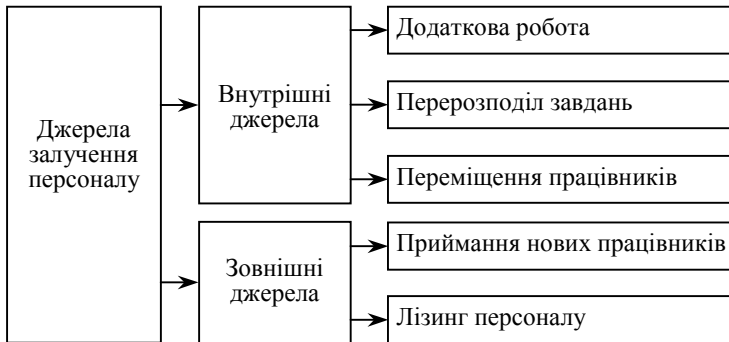 Джерела
залучення
персоналу
Внутрішні
джерела
Додаткова робота
Перерозподіл завдань
Переміщення працівників
Зовнішні
джерела
Приймання нових працівників
Лізинг персоналу